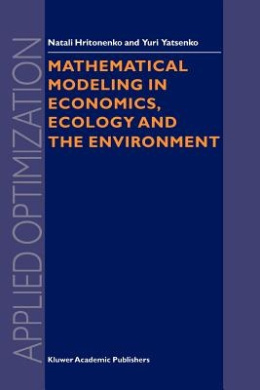 Natali Hritonenko and Yuri Yatsenko
MATHEMATICAL
MODELING IN
ECONOMICS,
ECOLOGY AND
THE ENVIRONMENT
APPLIED OPTIMIZATION
Kluwer Academic Publishers